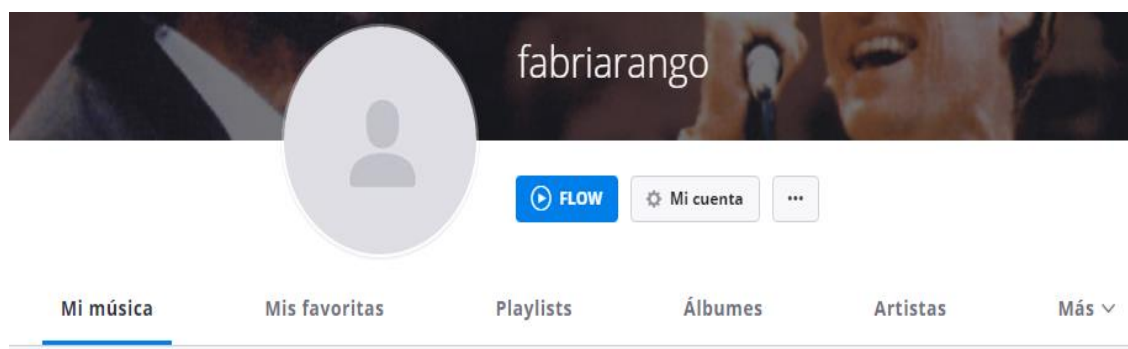 fabriarango
FLOW Mi cuenta ...
Mi música Mis favoritas Playlists Álbumes Artistas Más